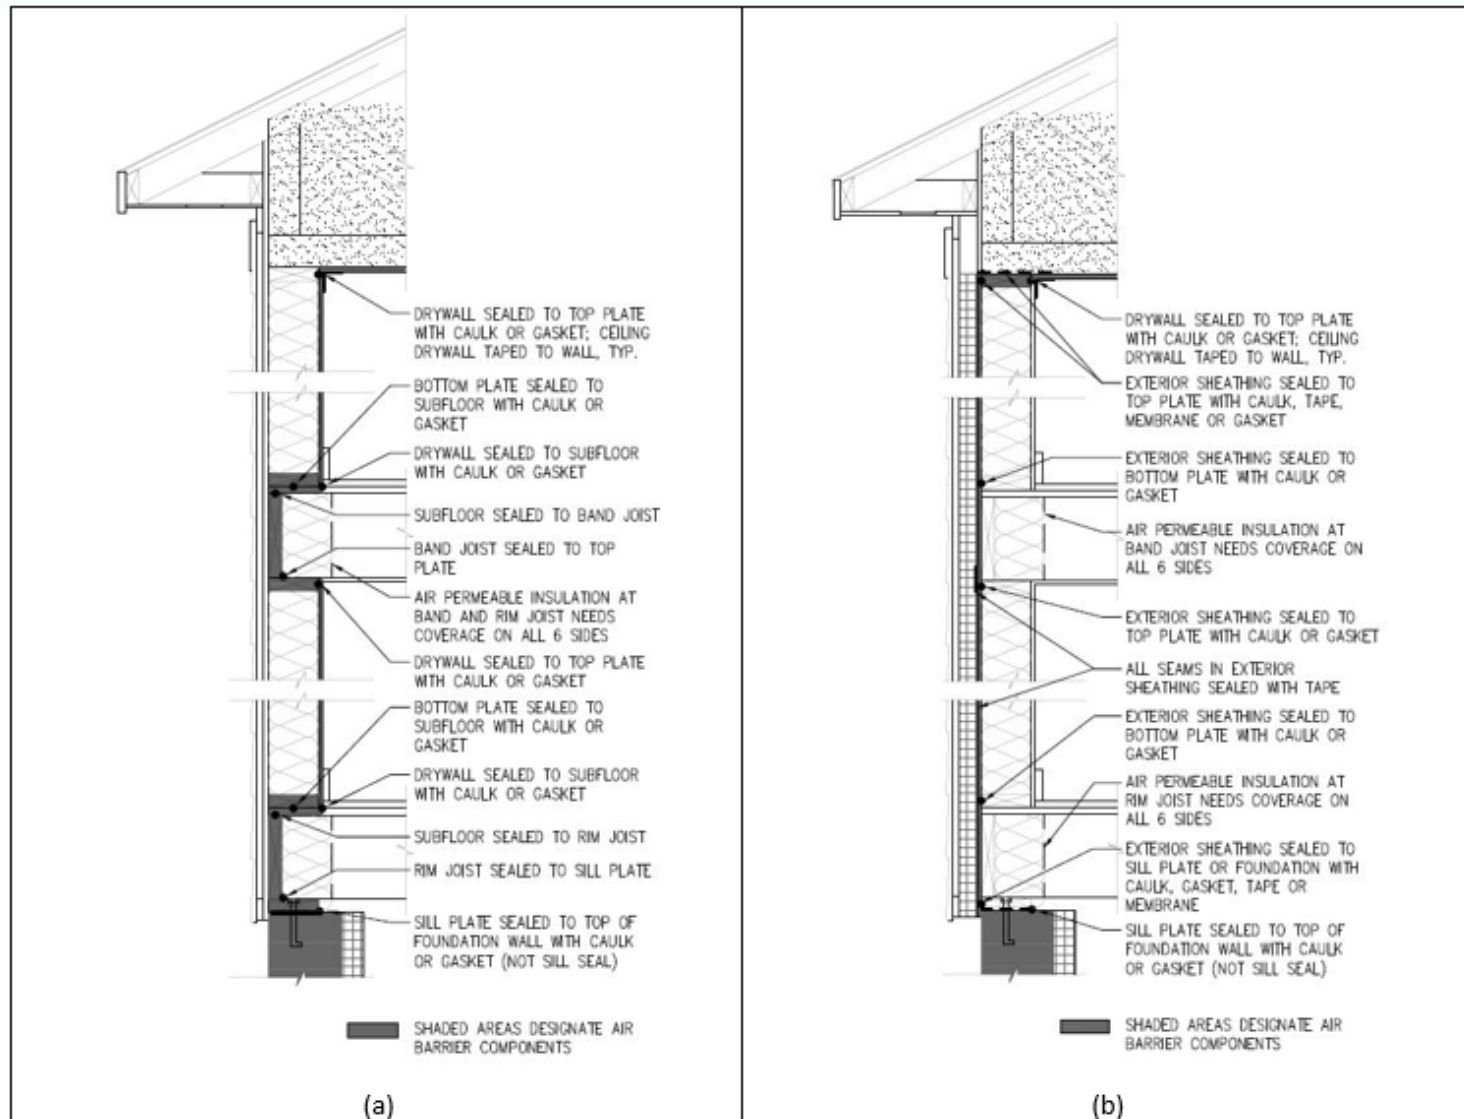 DRYWALL SEALED TO TOP PLATE
WITH CAULK OR GASKET; CEILING
DRYWALL TAPED TO WALL, TYP.
BOTTOM PLATE SEALED TO
SUBFLOOR WITH CAULK OR
GASKET
DRYWALL SEALED TO SUBFLOOR
WITH CAULK OR GASKET
SUBFLOOR SEALED TO BAND JOIST
BAND JOIST SEALED TO TOP
PLATE
AIR PERMEABLE INSULATION AT
BAND AND RIM JOIST NEEDS
COVERAGE ON ALL 6 SIDES
DRYWALL SEALED TO TOP PLATE
WITH CAULK OR GASKET
BOTTOM PLATE SEALED TO
SUBFLOOR WITH CAULK OR
GASKET
DRYWALL SEALED TO SUBFLOOR
WITH CAULK OR GASKET
SUBFLOOR SEALED TO RIM JOIST
RIM JOIST SEALED TO SILL PLATE
SILL PLATE SEALED TO TOP OF
FOUNDATION WALL WITH CAULK
OR GASKET (NOT SILL SEAL)
SHADED AREAS DESIGNATE AIR
BARRIER COMPONENTS
(a)
DRYWALL SEALED TO TOP PLATE
WITH CAULK OR GASKET; CEILING
DRYWALL TAPED TO WALL, TYP.
EXTERIOR SHEATHING SEALED TO
TOP PLATE WITH CAULK, TAPE,
MEMBRANE OR GASKET
EXTERIOR SHEATHING SEALED TO
BOTTOM PLATE WITH CAULK OR
GASKET
AIR PERMEABLE INSULATION AT
BAND JOIST NEEDS COVERAGE ON
ALL 6 SIDES
EXTERIOR SHEATHING SEALED TO
TOP PLATE WITH CAULK OR GASKET
ALL SEAMS IN EXTERIOR
SHEATHING SEALED WITH TAPE
EXTERIOR SHEATHING SEALED TO
BOTTOM PLATE WITH CAULK OR
GASKET
AIR PERMEABLE INSULATION AT
RIM JOIST NEEDS COVERAGE ON
ALL 6 SIDES
EXTERIOR SHEATHING SEALED TO
SILL PLATE OR FOUNDATION WITH
CAULK, GASKET, TAPE OR
MEMBRANE
SILL PLATE SEALED TO TOP OF
FOUNDATION WALL WITH CAULK
OR GASKET (NOT SILL SEAL)
SHADED AREAS DESIGNATE AIR
BARRIER COMPONENTS
(b)